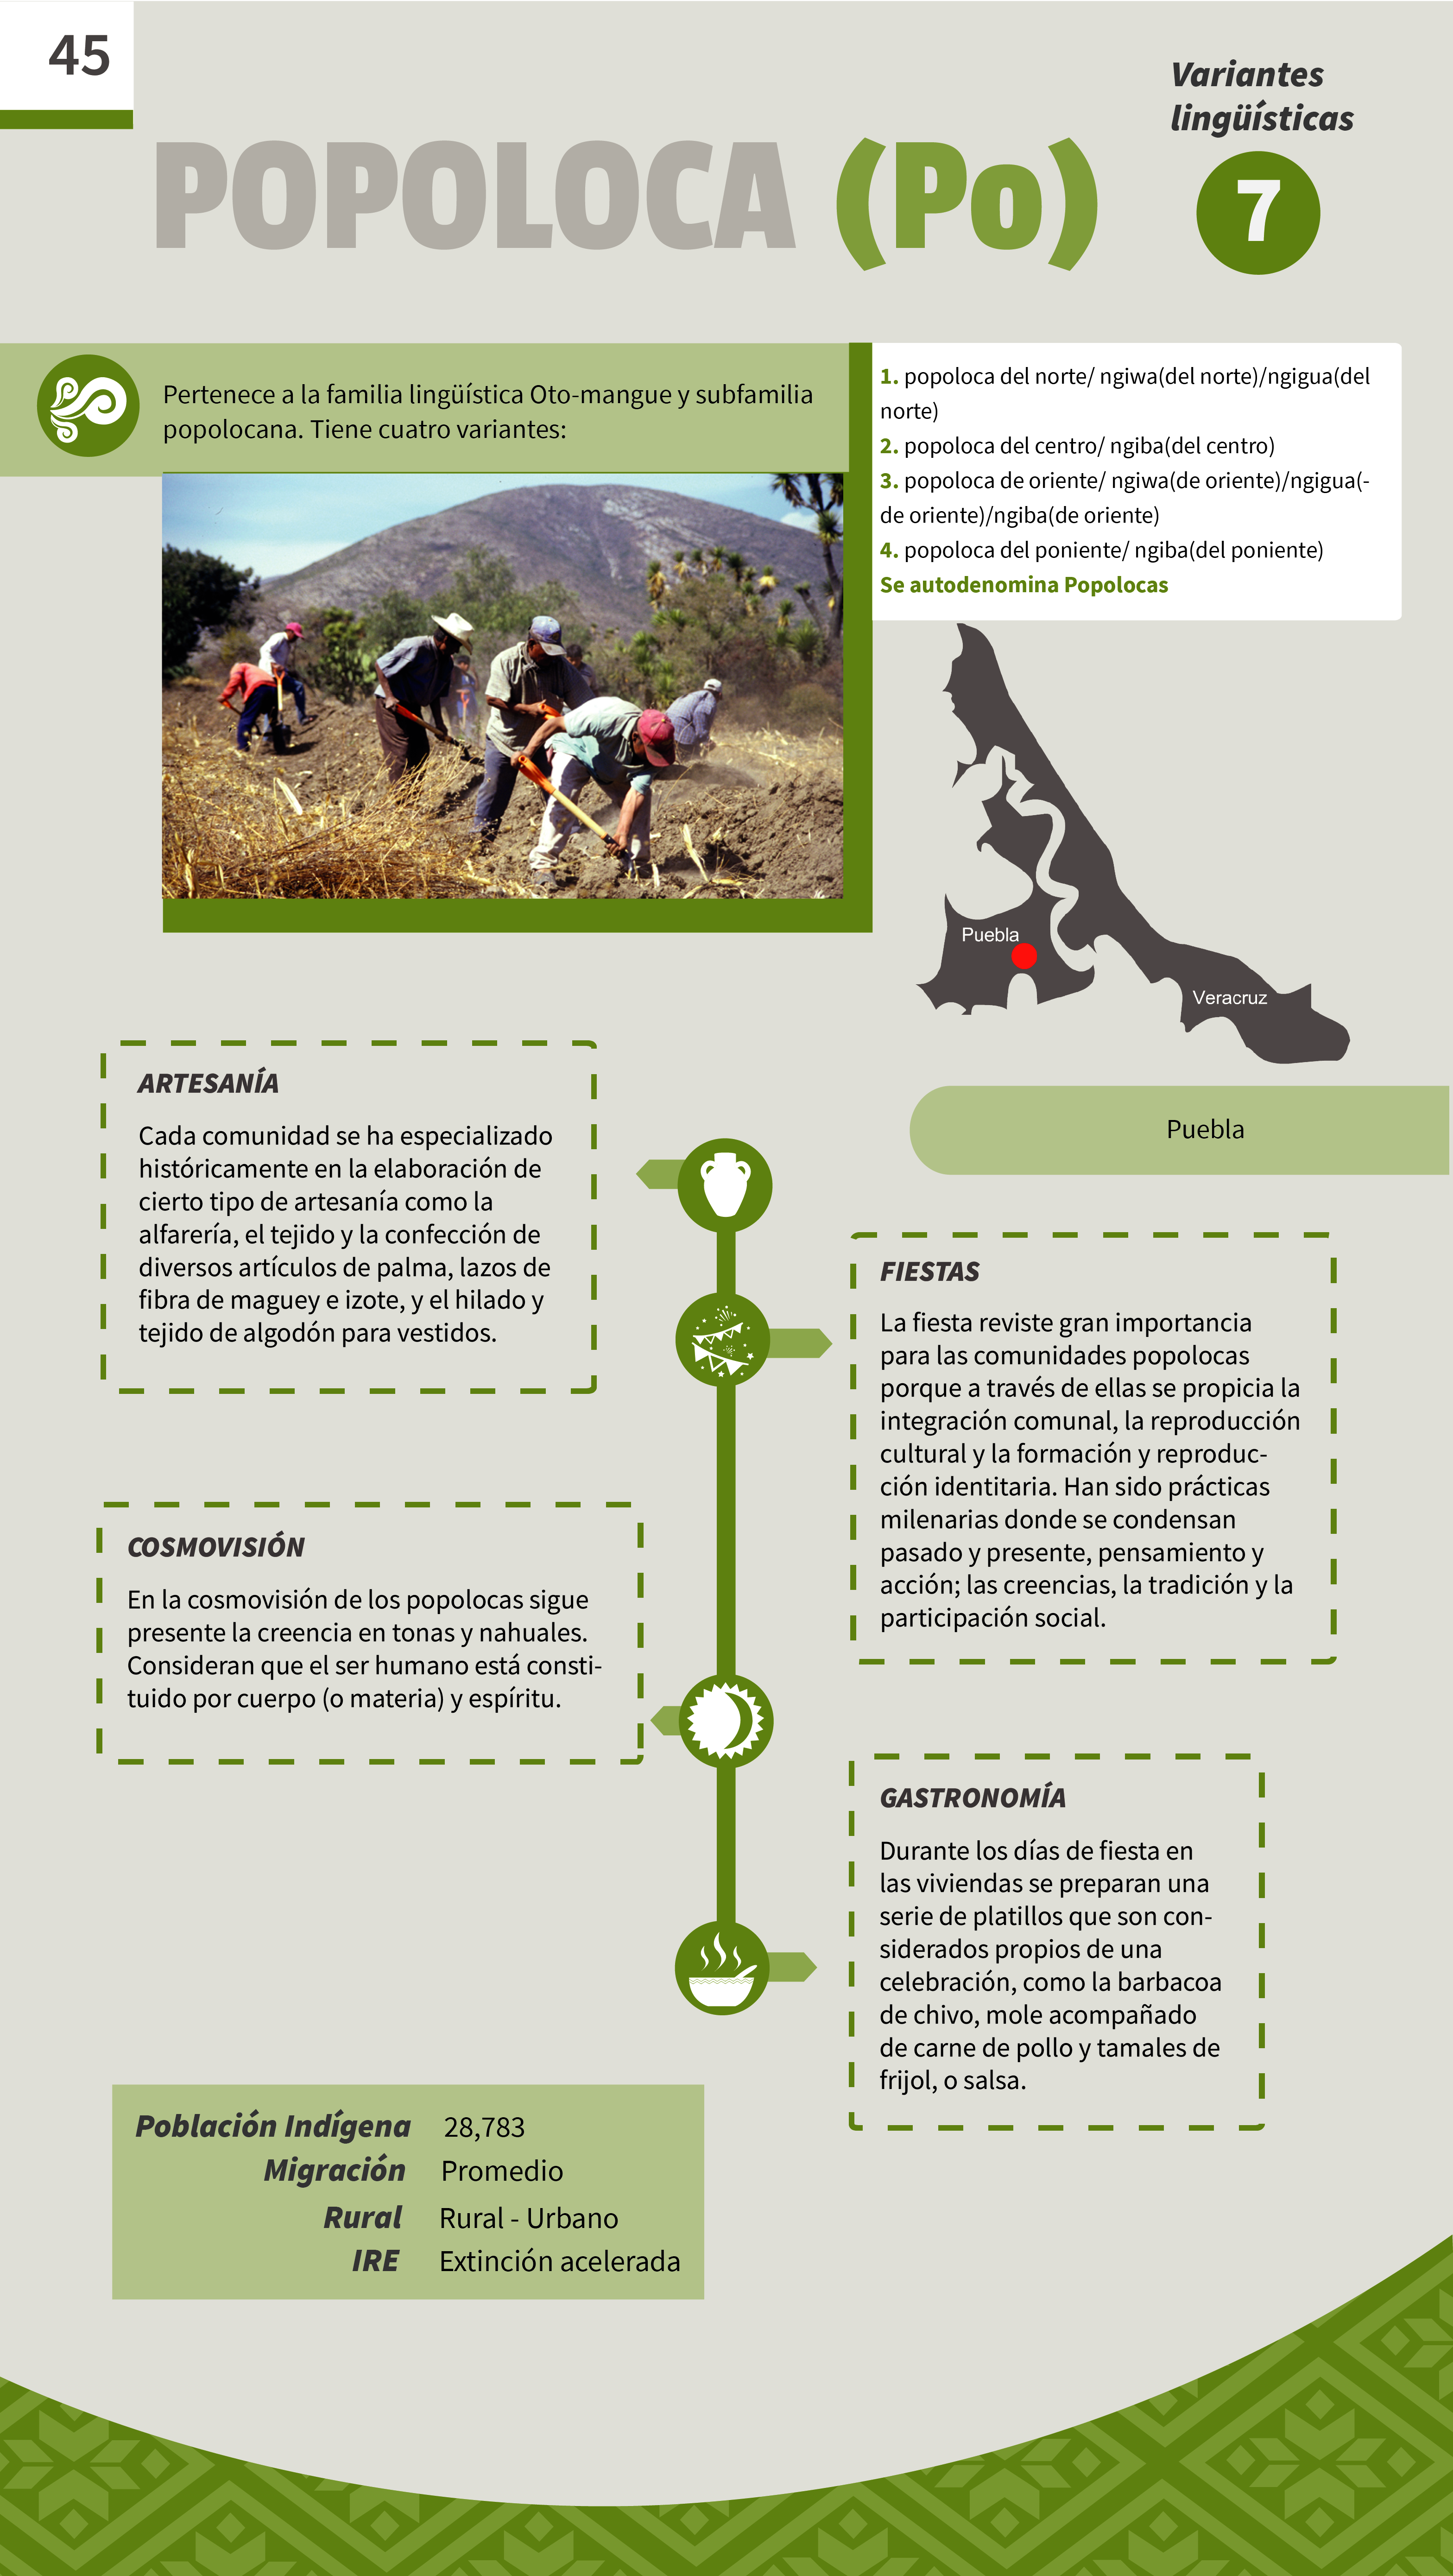 45
Variantes
lingüísticas
POPOLOCA (Po)
7
Pertenece a la familia lingüística Oto-mangue y subfamilia
popolocana. Tiene cuatro variantes:
1. popoloca del norte/ ngiwa(del norte)/ngigua(del
norte)
2. popoloca del centro/ ngiba(del centro)
3. popoloca de oriente/ ngiwa(de oriente)/ngigua(-
de oriente)/ngiba(de oriente)
4. popoloca del poniente/ ngiba(del poniente)
Se autodenomina Popolocas
Puebla
Veracruz
Puebla
ARTESANÍA
Cada comunidad se ha especializado
históricamente en la elaboración de
cierto tipo de artesanía como la
alfarería, el tejido y la confección de
diversos artículos de palma, lazos de
fibra de maguey e izote, y el hilado y
tejido de algodón para vestidos.
FIESTAS
La fiesta reviste gran importancia
para las comunidades popolocas
porque a través de ellas se propicia la
integración comunal, la reproducción
cultural y la formación y reproduc-
ción identitaria. Han sido prácticas
milenarias donde se condensan
pasado y presente, pensamiento y
acción; las creencias, la tradición y la
participación social.
COSMOVISIÓN
En la cosmovisión de los popolocas sigue
presente la creencia en tonas y nahuales.
Consideran que el ser humano está consti-
tuido por cuerpo (o materia) y espíritu.
GASTRONOMÍA
Durante los días de fiesta en
las viviendas se preparan una
serie de platillos que son con-
siderados propios de una
celebración, como la barbacoa
de chivo, mole acompañado
de carne de pollo y tamales de
frijol, o salsa.
Población Indígena 28,783
Migración Promedio
Rural Rural - Urbano
IRE Extinción acelerada